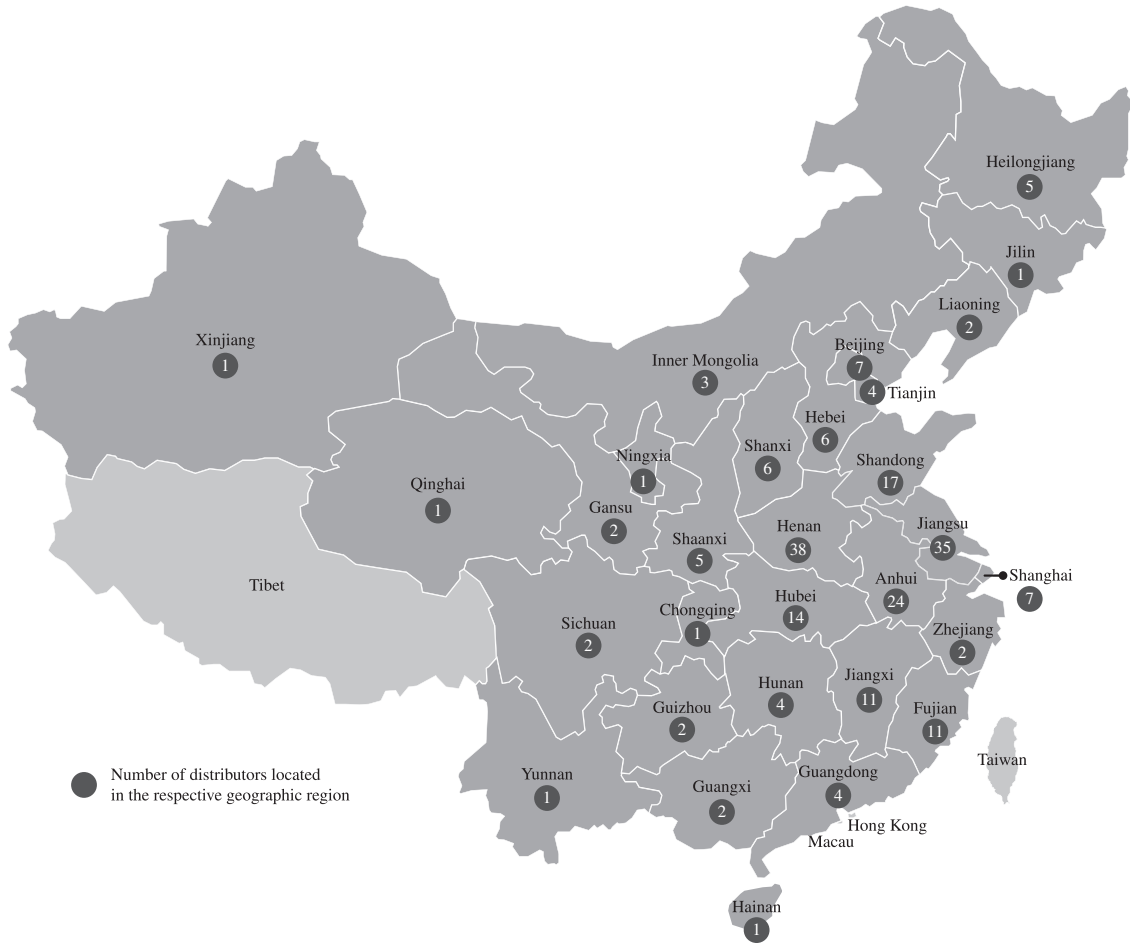 Heilongjiang
5
Jilin
1
Liaoning
2
Xinjiang
1
Beijing
7
Inner Mongolia
3
4 Tianjin
Hebei
6
Shanxi
6
Ningxia
1
Shandong
17
Qinghai
1
Gansu
2
Henan
38
Jiangsu
35
Shaanxi
5
Tibet
Anhui
24
Shanghai
7
Hubei
14
Chongqing
1
Sichuan
2
Zhejiang
2
Jiangxi
11
Hunan
4
Guizhou
2
Fujian
11
Taiwan
Number of distributors located
in the respective geographic region
Yunnan
1
Guangxi
2
Guangdong
4
Hong Kong
Macau
Hainan
1